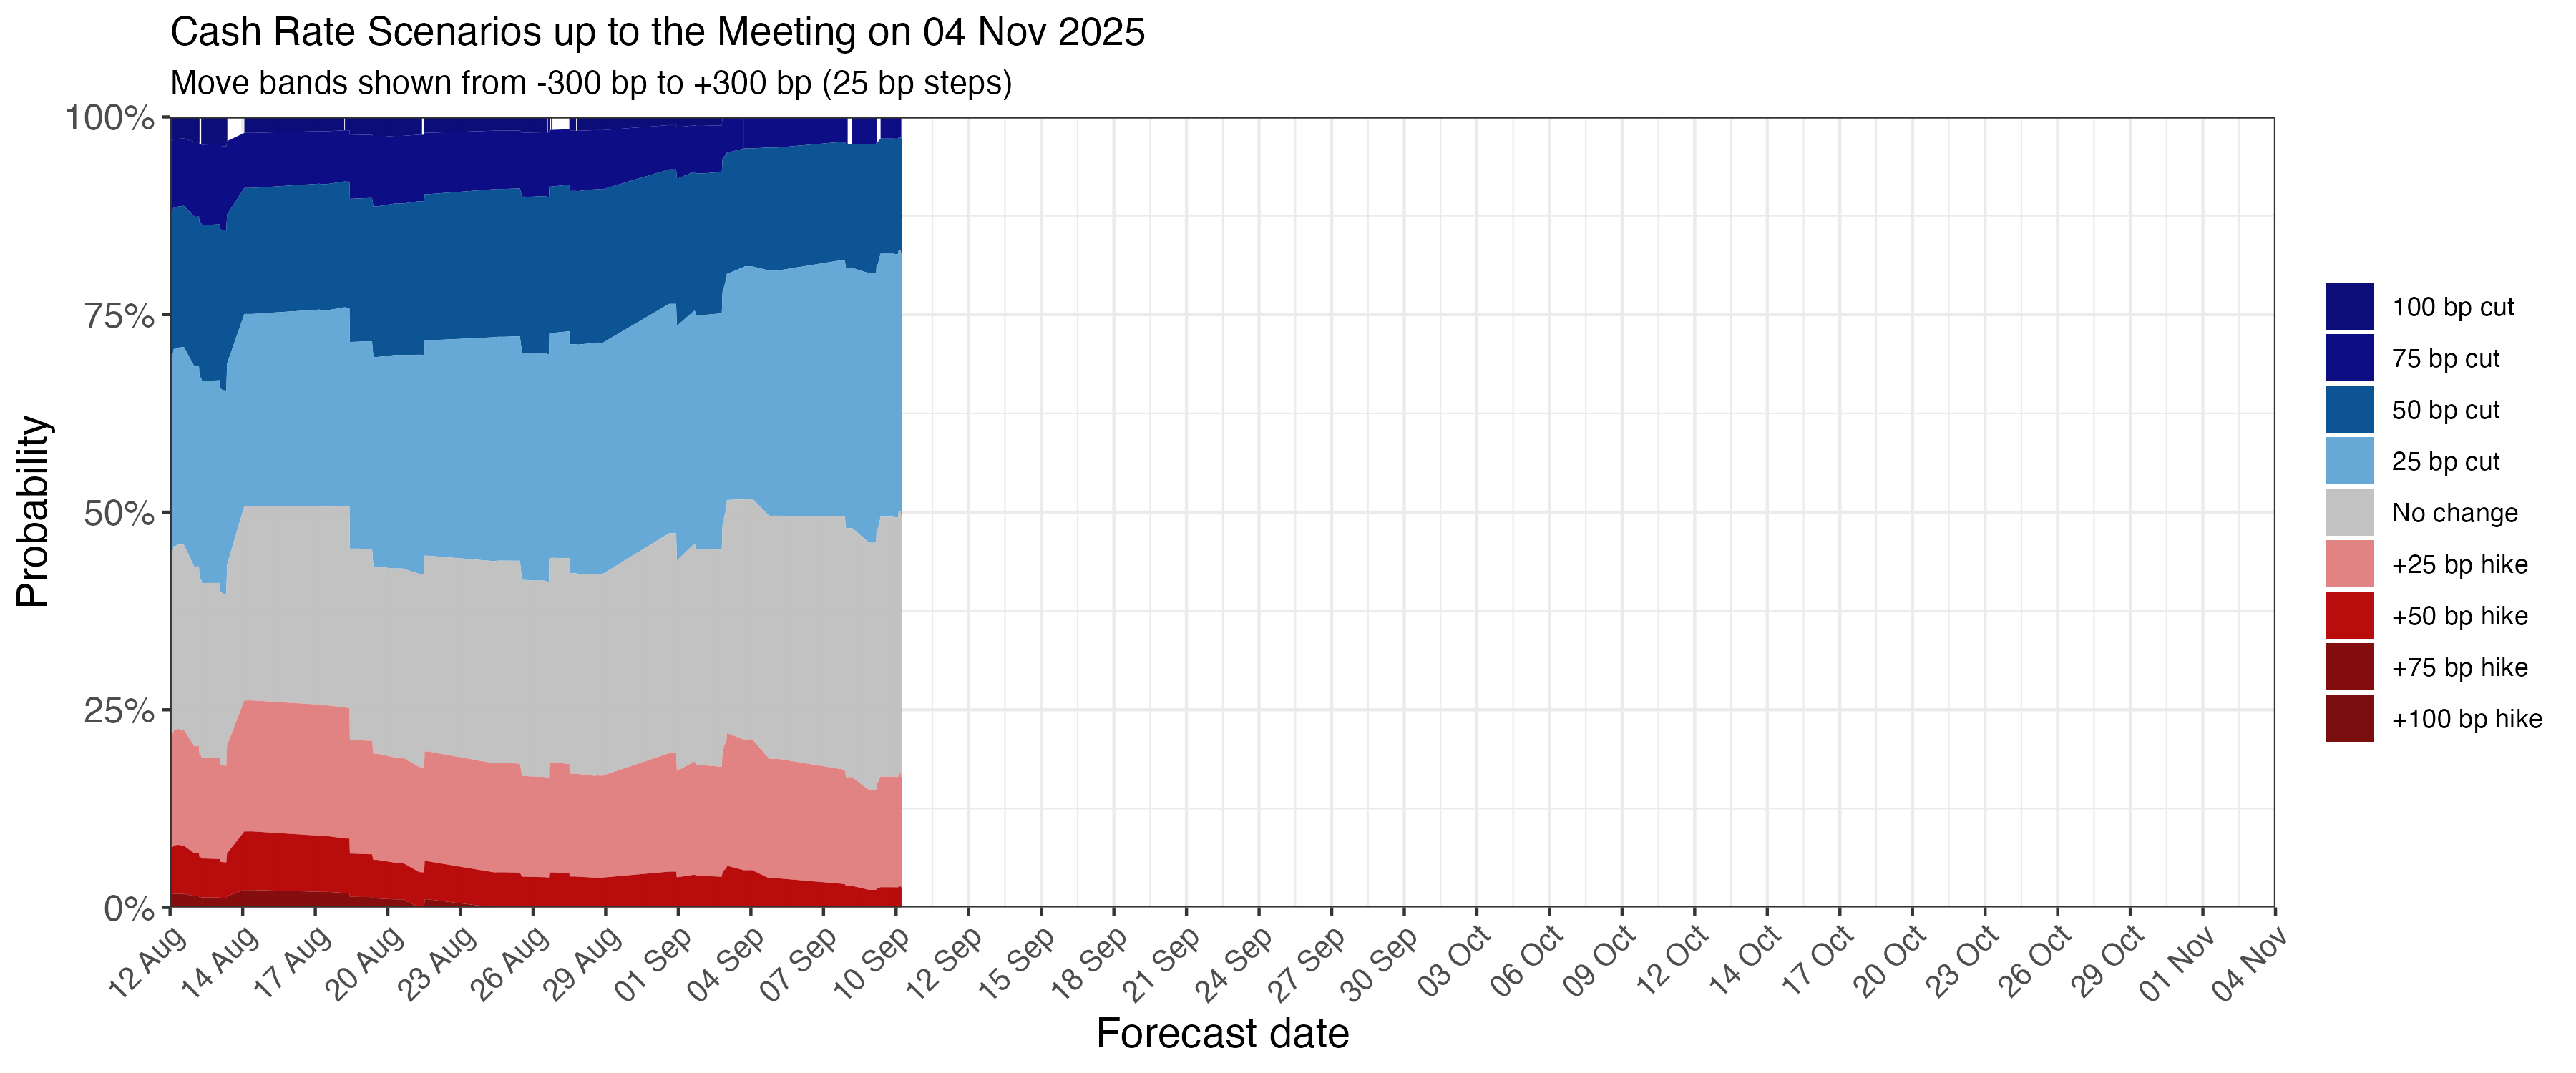 Cash Rate Scenarios up to the Meeting on 04 Nov 2025
Move bands shown from -300 bp to +300 bp (25 bp steps)
Probability
100%
75%
50%
25%
0%
12 Aug
14 Aug
17 Aug
20 Aug
23 Aug
26 Aug
29 Aug
01 Sep
04 Sep
07 Sep
10 Sep
12 Sep
15 Sep
18 Sep
21 Sep
24 Sep
27 Sep
30 Sep
03 Oct
06 Oct
09 Oct
12 Oct
14 Oct
17 Oct
20 Oct
23 Oct
26 Oct
29 Oct
01 Nov
04 Nov
Forecast date
100 bp cut
75 bp cut
50 bp cut
25 bp cut
No change
+25 bp hike
+50 bp hike
+75 bp hike
+100 bp hike